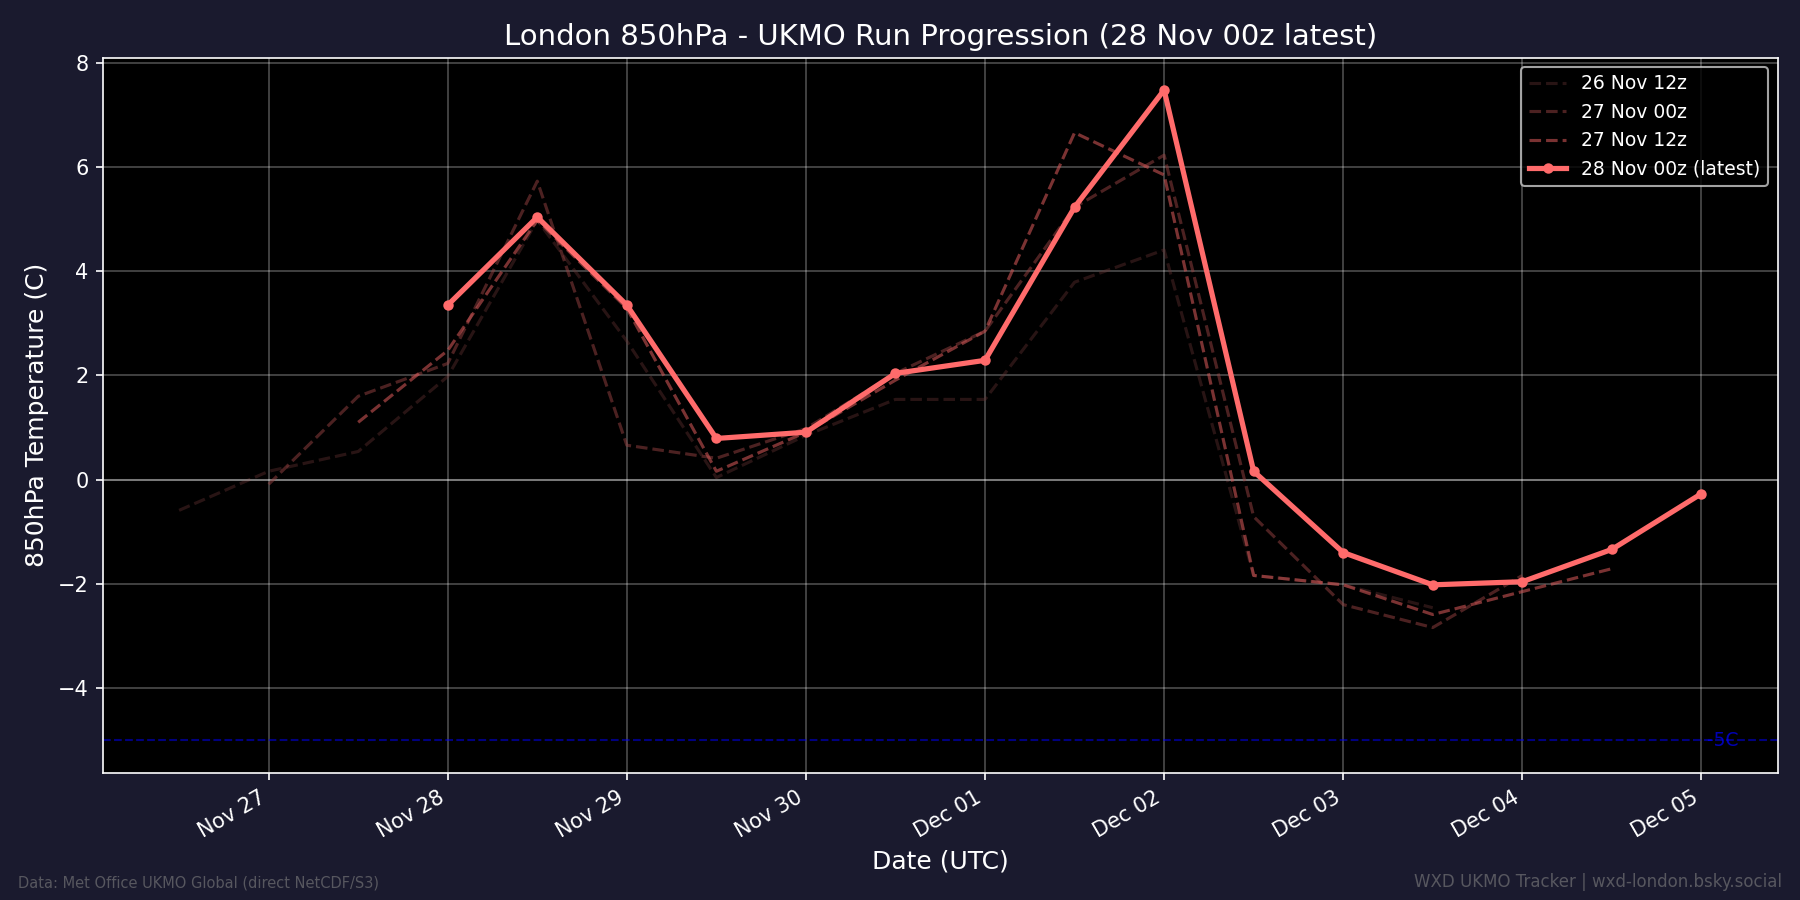 London 850hPa - UKMO Run Progression (28 Nov 00z latest)
26 Nov 12z
27 Nov 00z
27 Nov 12z
28 Nov 00z (latest)
850hPa Temperature (C)
8
6
4
2
0
−2
−4
-5C
Nov 27
Nov 28
Nov 29
Nov 30
Dec 01
Dec 02
Dec 03
Dec 04
Dec 05
Date (UTC)
Data: Met Office UKMO Global (direct NetCDF/S3)
WXD UKMO Tracker | wxd-london.bsky.social